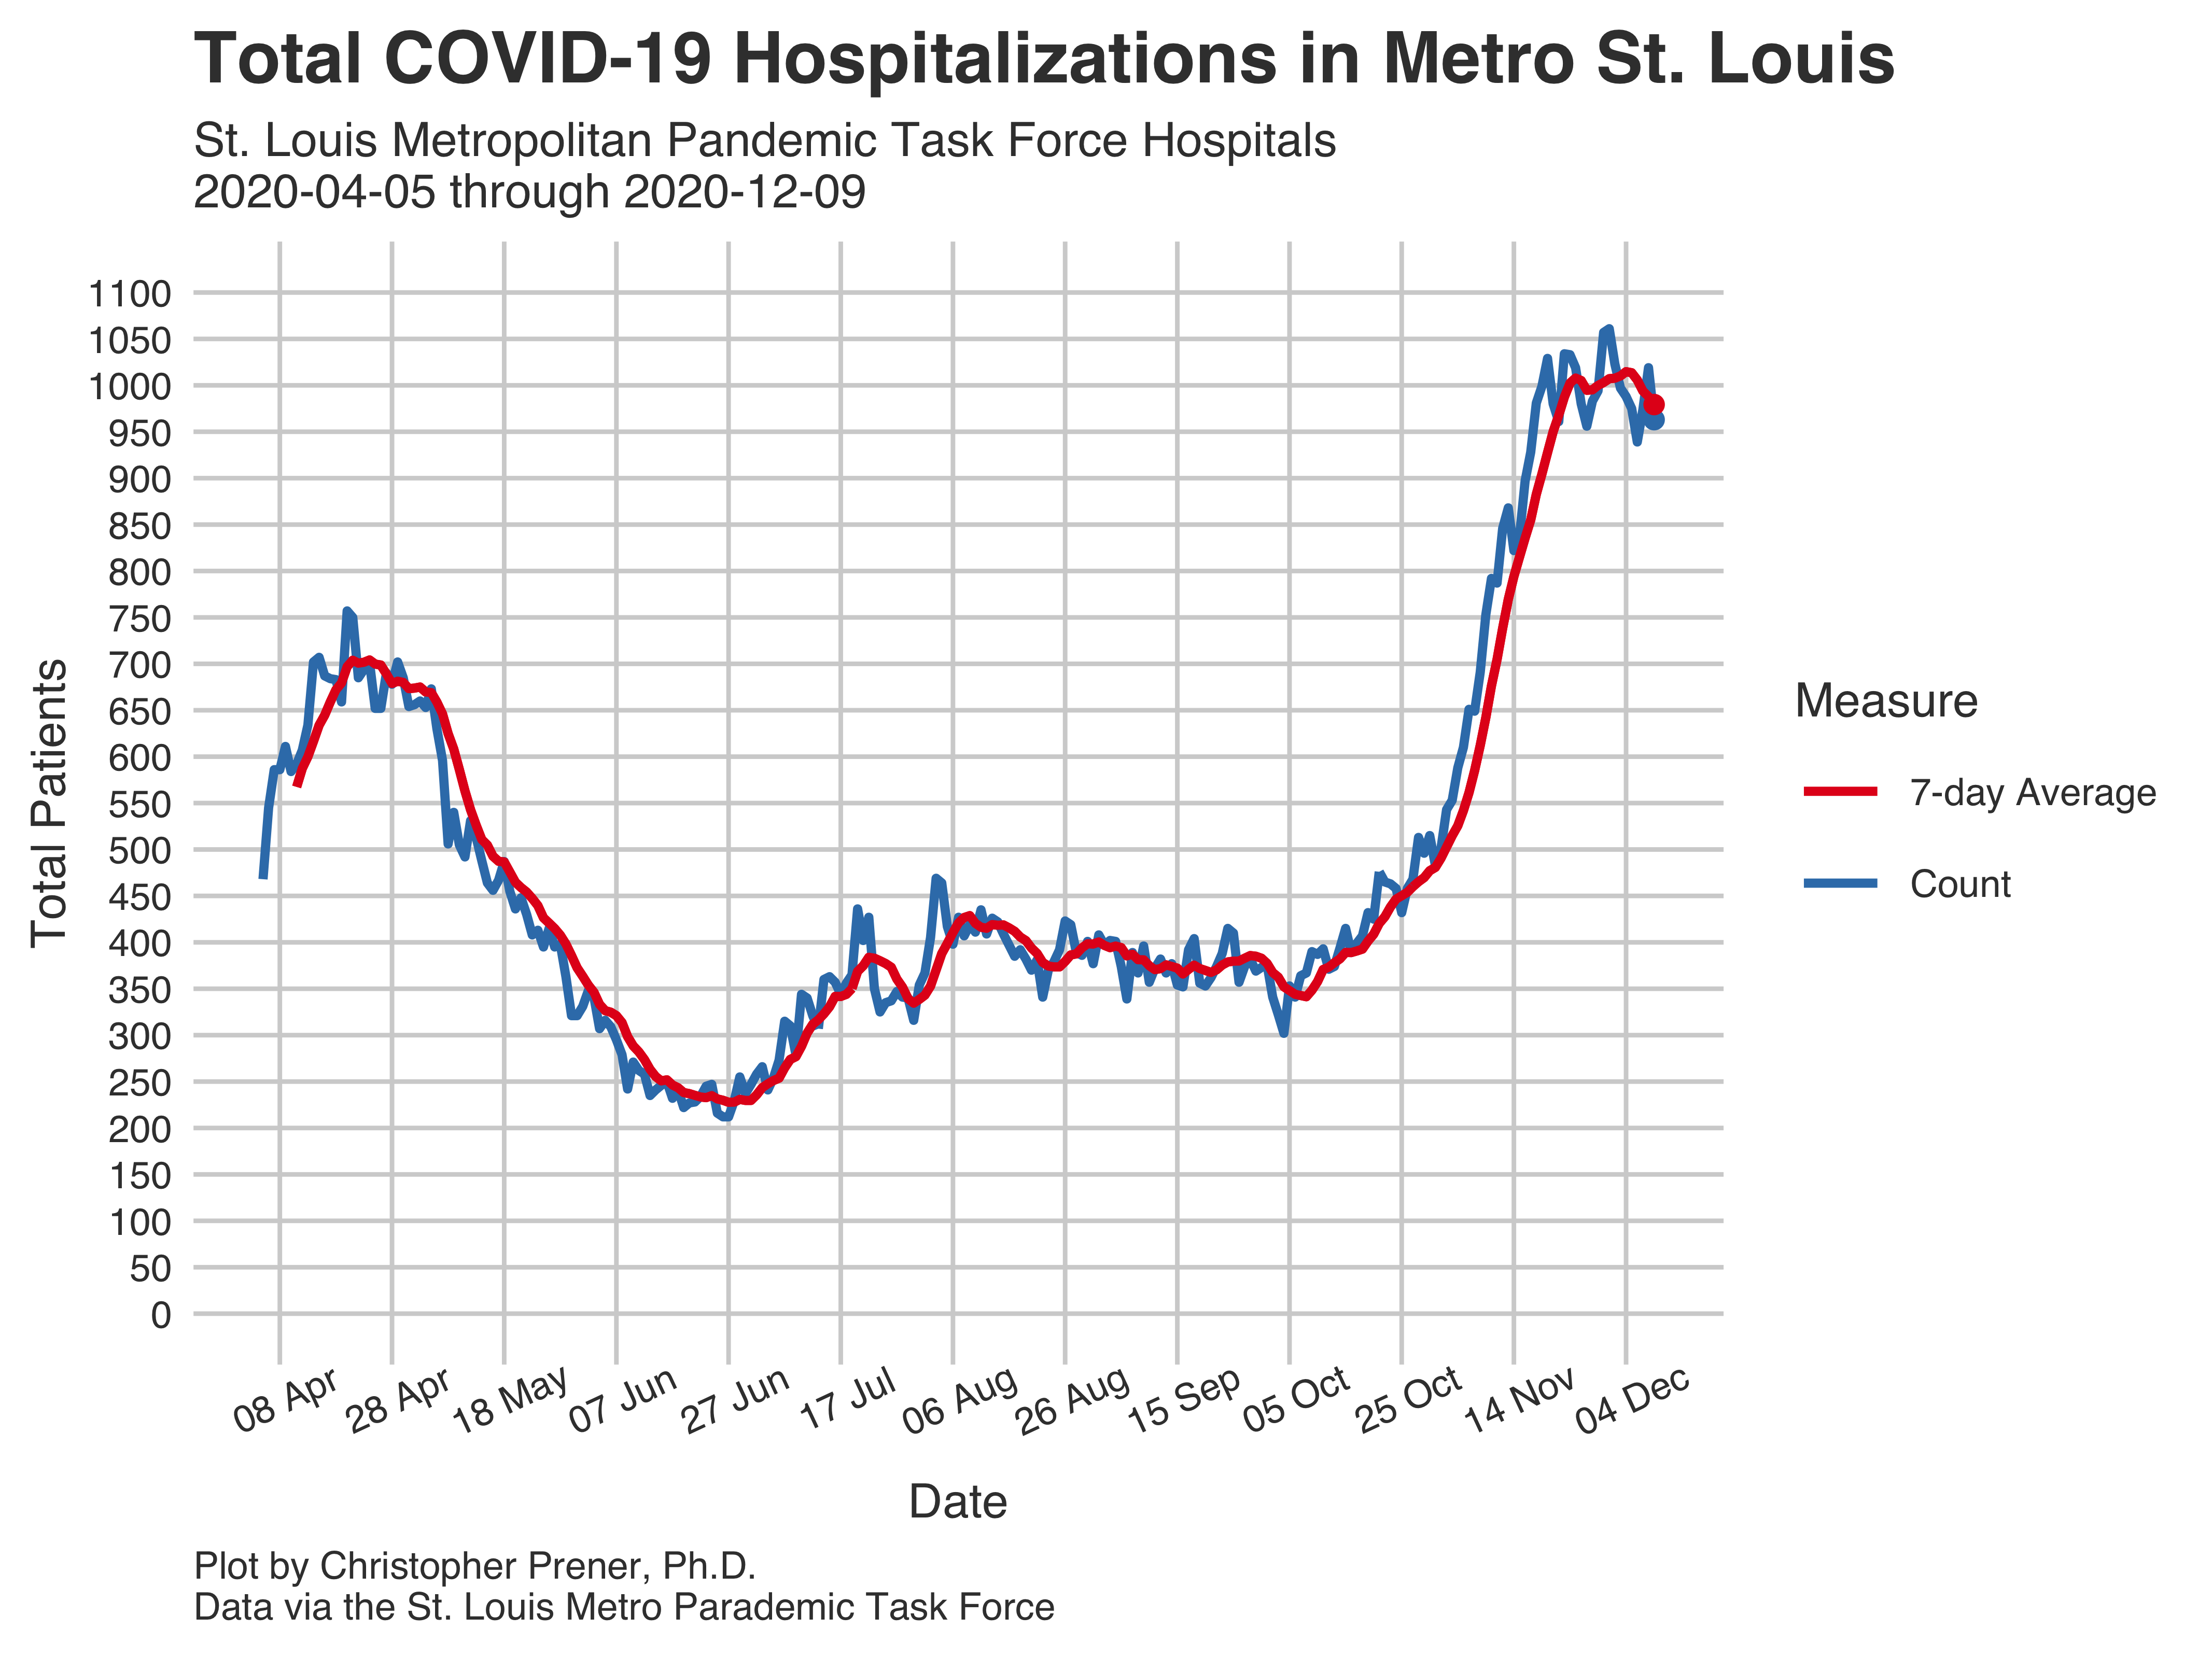 Total COVID-19 Hospitalizations in Metro St. Louis
St. Louis Metropolitan Pandemic Task Force Hospitals
2020-04-05 through 2020-12-09
1100
1050
1000
950
900
850
800
750
700
650
600
550
500
450
400
350
300
250
200
150
100
50
0
Total Patients
08 Apr
28 Apr
18 May
07 Jun
27 Jun
17 Jul
06 Aug
26 Aug
15 Sep
05 Oct
25 Oct
14 Nov
04 Dec
Date
Measure
7-day Average
Count
Plot by Christopher Prener, Ph.D.
Data via the St. Louis Metro Parademic Task Force